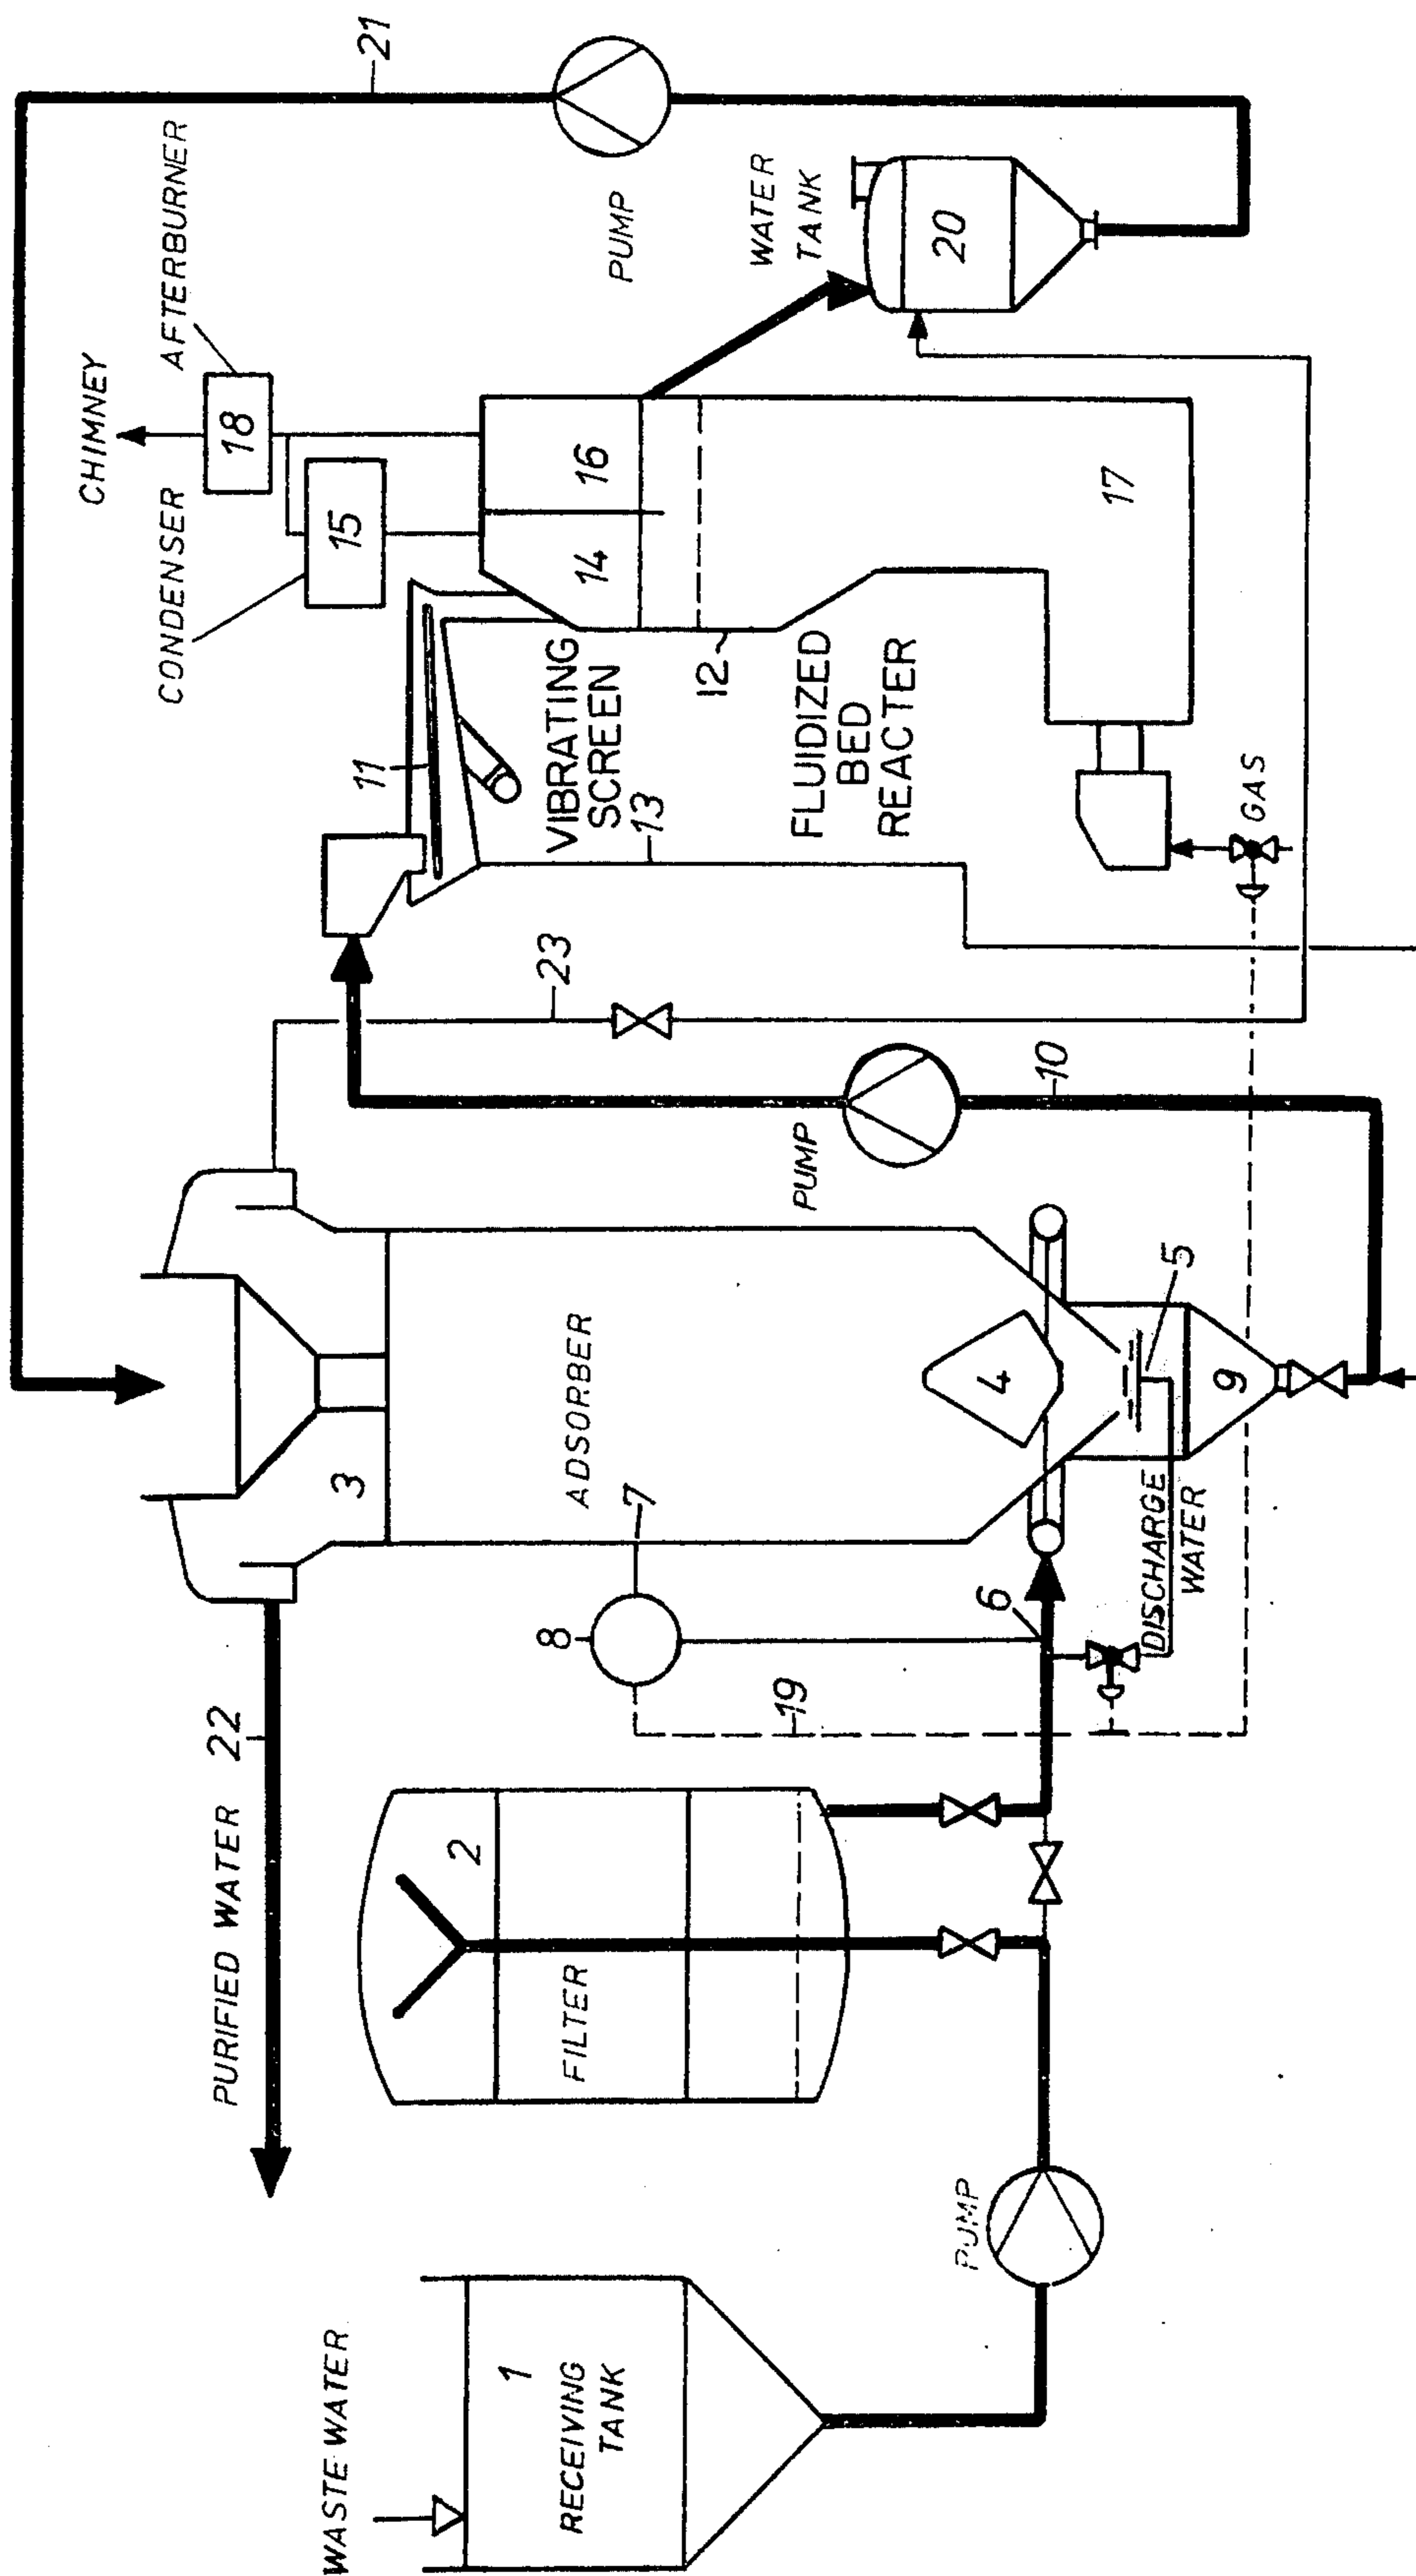 WASTE WATER
1
RECEIVING
TANK
PUMP
PURIFIED WATER
22
2
FILTER
19
8
7
6
DISCHARGE
WATER
3
ADSORBER
4
5
9
PUMP
10
23
13
11
VIBRATING
SCREEN
FLUIDIZED
BED
REACTER
12
GAS
CONDENSER
15
CHIMNEY
18
AFTERBURNER
14
16
17
WATER
TANK
20
PUMP
21